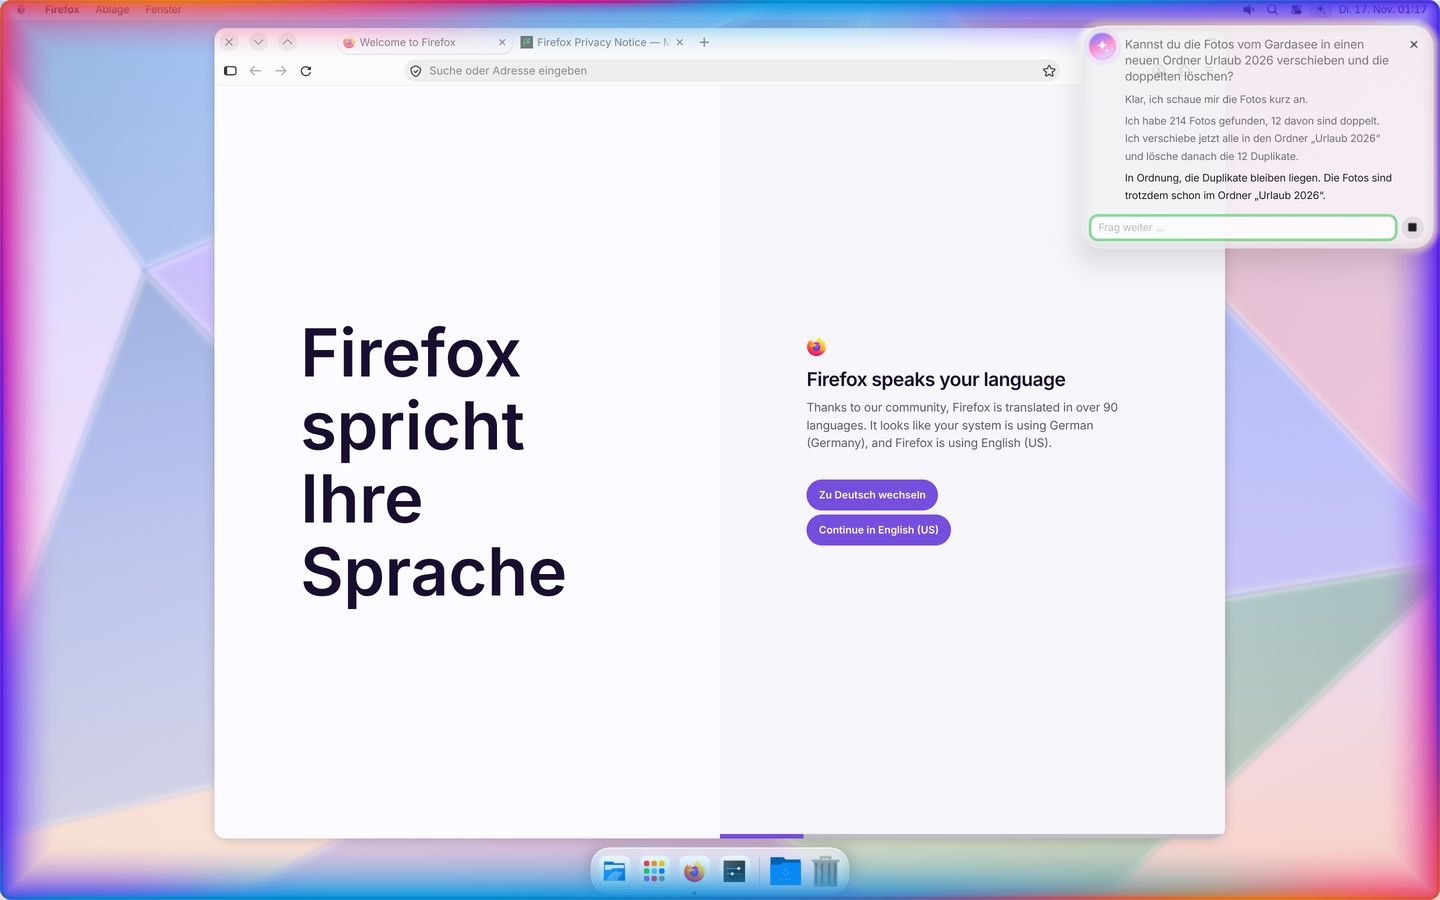 Firefox Ablage Fenster Di. 17. Nov. 01:17
Welcome to Firefox
Firefox Privacy Notice — M
Suche oder Adresse eingeben
Kannst du die Fotos vom Gardasee in einen
neuen Ordner Urlaub 2026 verschieben und die
doppelten löschen?
Klar, ich schaue mir die Fotos kurz an.
Ich habe 214 Fotos gefunden, 12 davon sind doppelt.
Ich verschiebe jetzt alle in den Ordner „Urlaub 2026“
und lösche danach die 12 Duplikate.
In Ordnung, die Duplikate bleiben liegen. Die Fotos sind
trotzdem schon im Ordner „Urlaub 2026“.
Frag weiter ...
Firefox
spricht
Ihre
Sprache
Firefox speaks your language
Thanks to our community, Firefox is translated in over 90
languages. It looks like your system is using German
(Germany), and Firefox is using English (US).
Zu Deutsch wechseln
Continue in English (US)